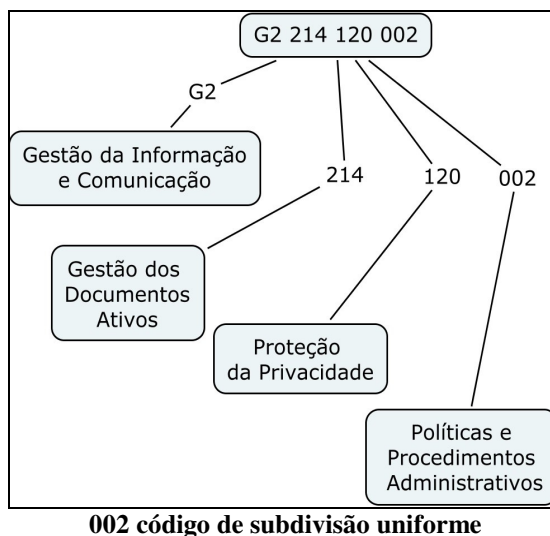 G2 214 120 002
G2
Gestão da Informação
e Comunicação
214
120
002
Gestão dos
Documentos
Ativos
Proteção
da Privacidade
Políticas e
Procedimentos
Administrativos
002 código de subdivisão uniforme